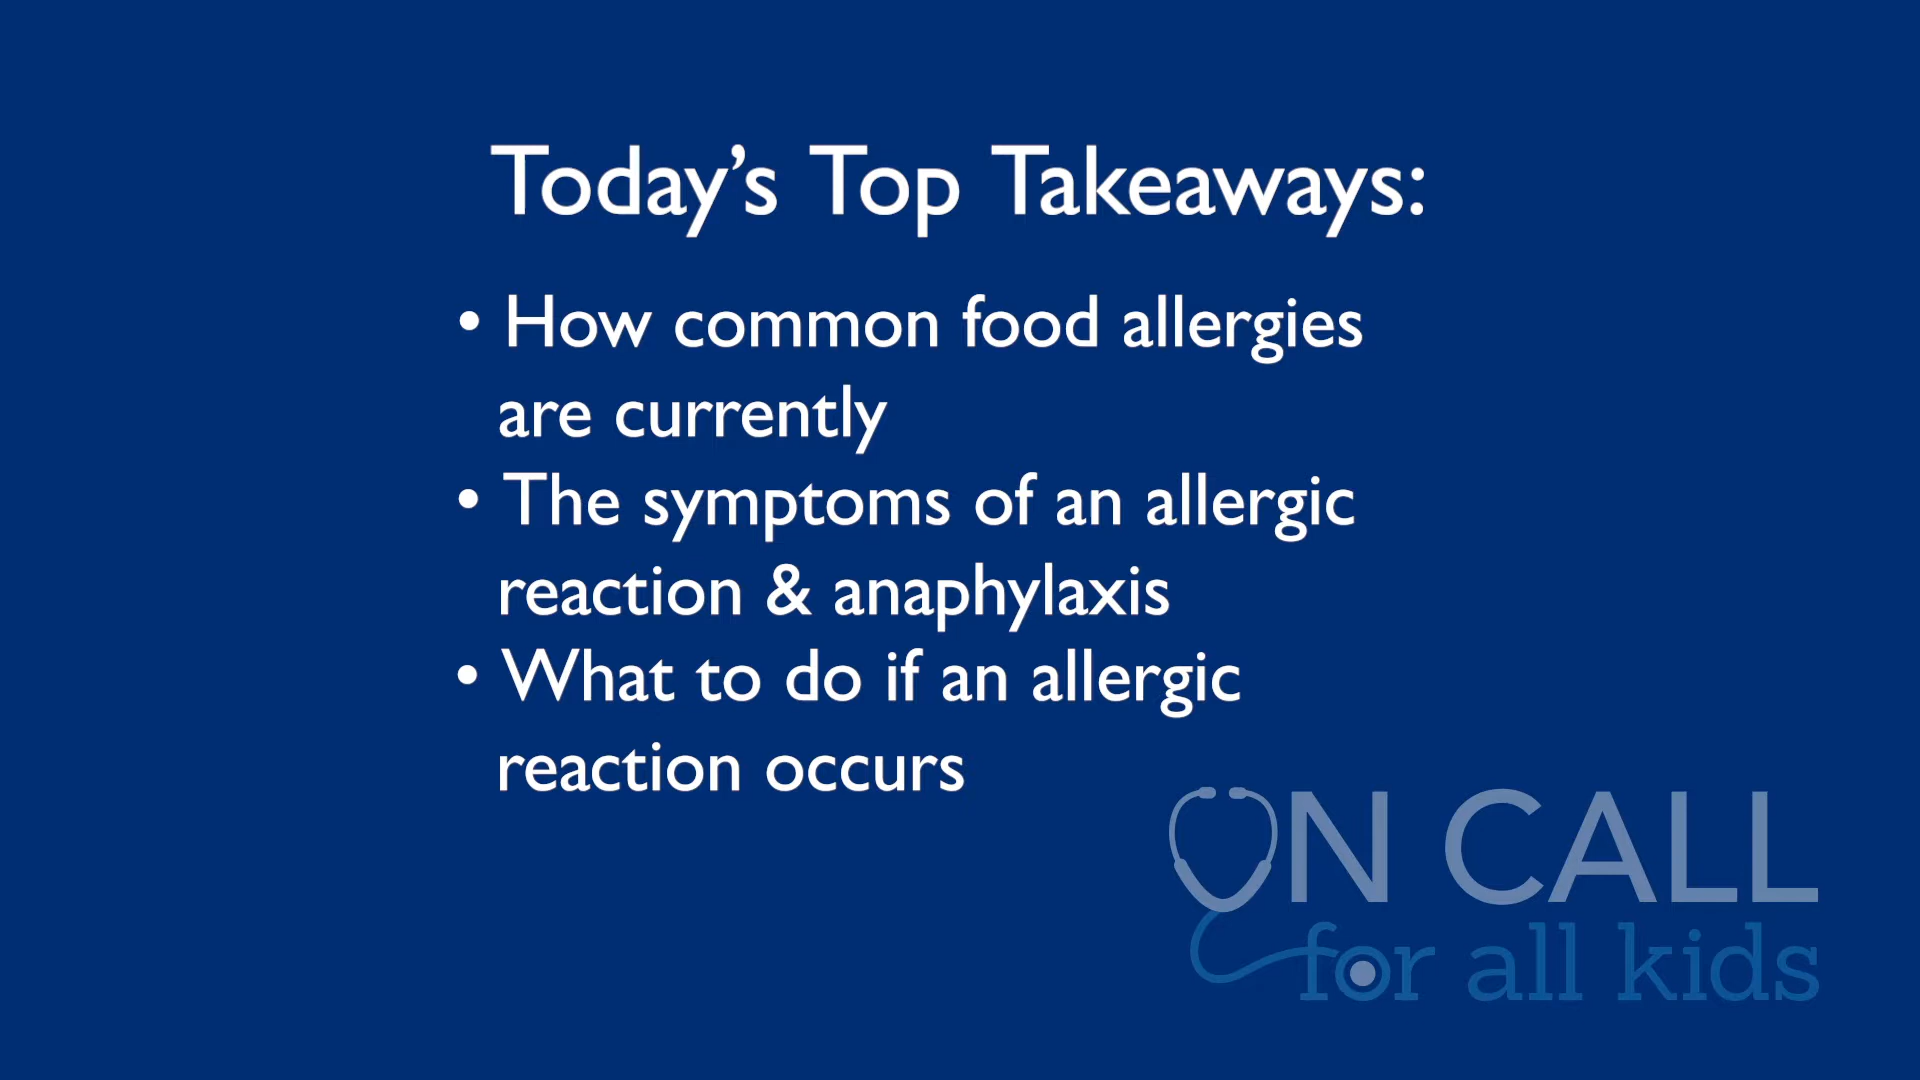 Today’s Top Takeaways:
• How common food allergies
are currently
• The symptoms of an allergic
reaction & anaphylaxis
• What to do if an allergic
reaction occurs
ON CALL
for all kids